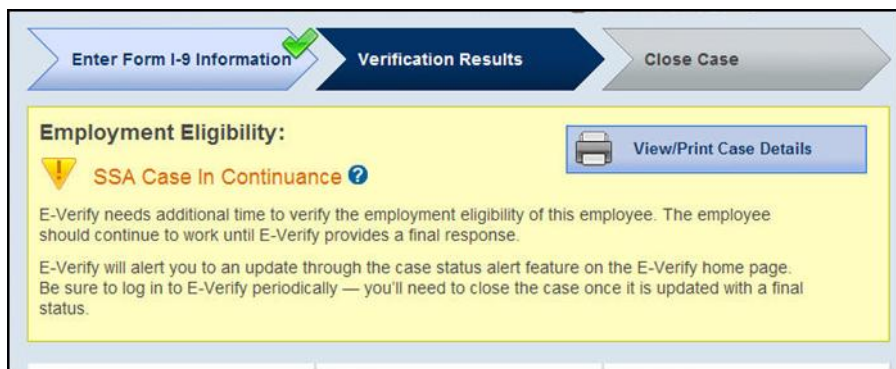 Enter Form I-9 Information
Verification Results
Close Case
Employment Eligibility:
View/Print Case Details
SSA Case In Continuance ?
E-Verify needs additional time to verify the employment eligibility of this employee. The employee
should continue to work until E-Verify provides a final response.
E-Verify will alert you to an update through the case status alert feature on the E-Verify home page.
Be sure to log in to E-Verify periodically — you'll need to close the case once it is updated with a final
status.